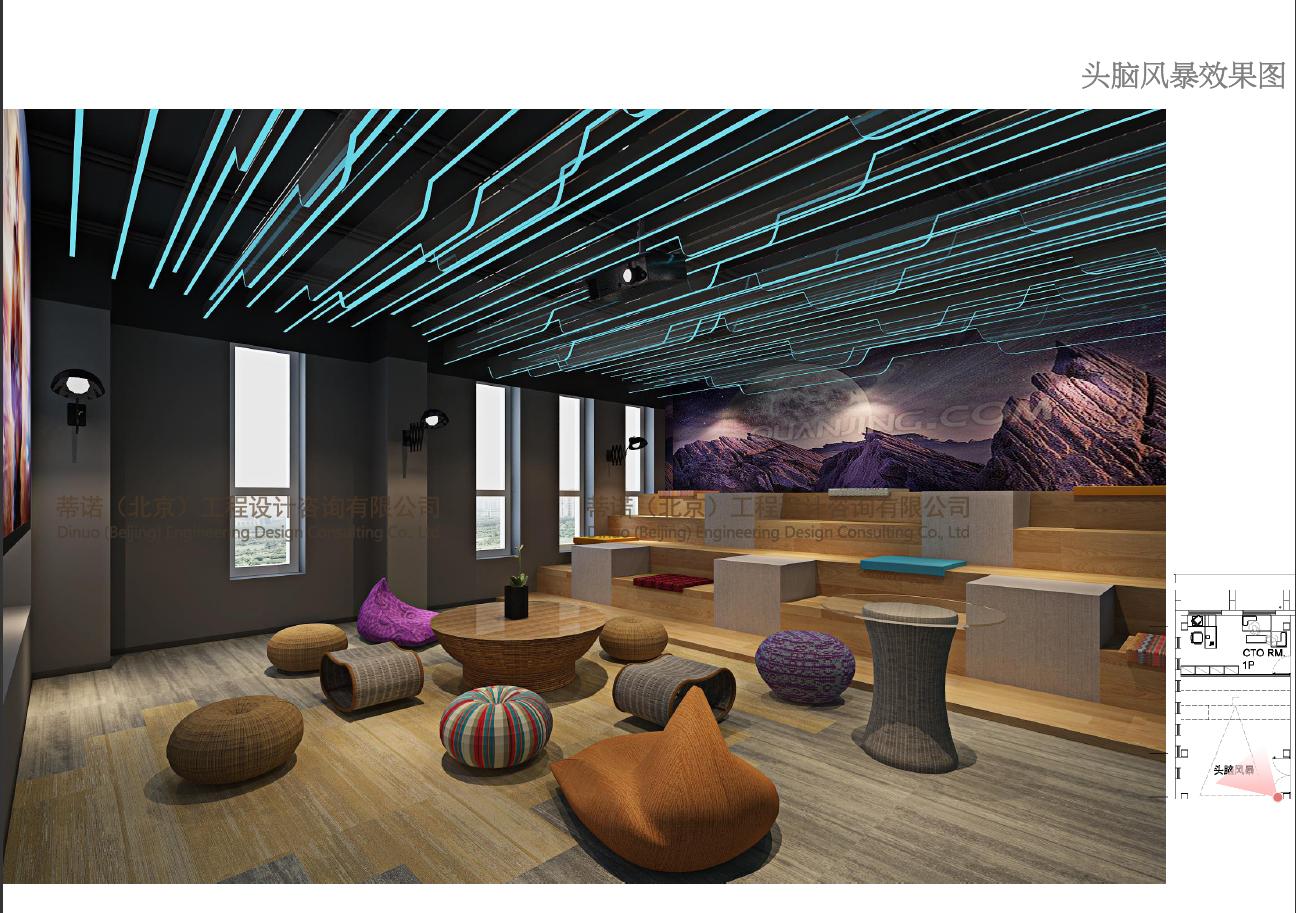 头脑风暴效果图
QUANJING.COM
蒂诺（北京）工程设计咨询有限公司
Dinuo (Beijing) Engineering Design Consulting Co., Ltd
蒂诺（北京）工程设计咨询有限公司
Dinuo (Beijing) Engineering Design Consulting Co., Ltd
CTO RM.
1P
头脑风暴